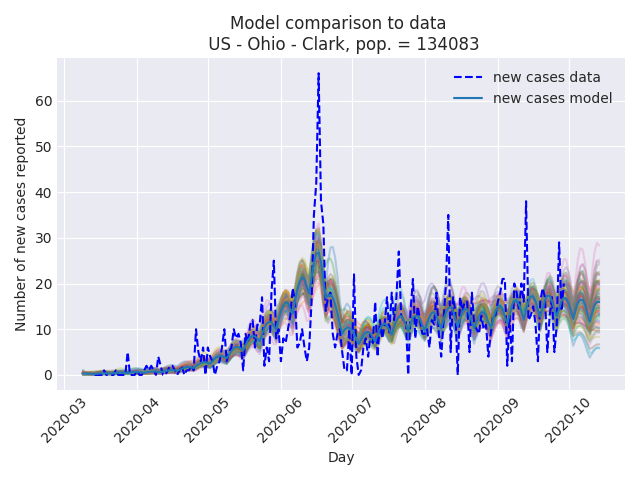 Model comparison to data
US - Ohio - Clark, pop. = 134083
new cases data
new cases model
Number of new cases reported
60
50
40
30
20
10
0
2020-03
2020-04
2020-05
2020-06
2020-07
2020-08
2020-09
2020-10
Day